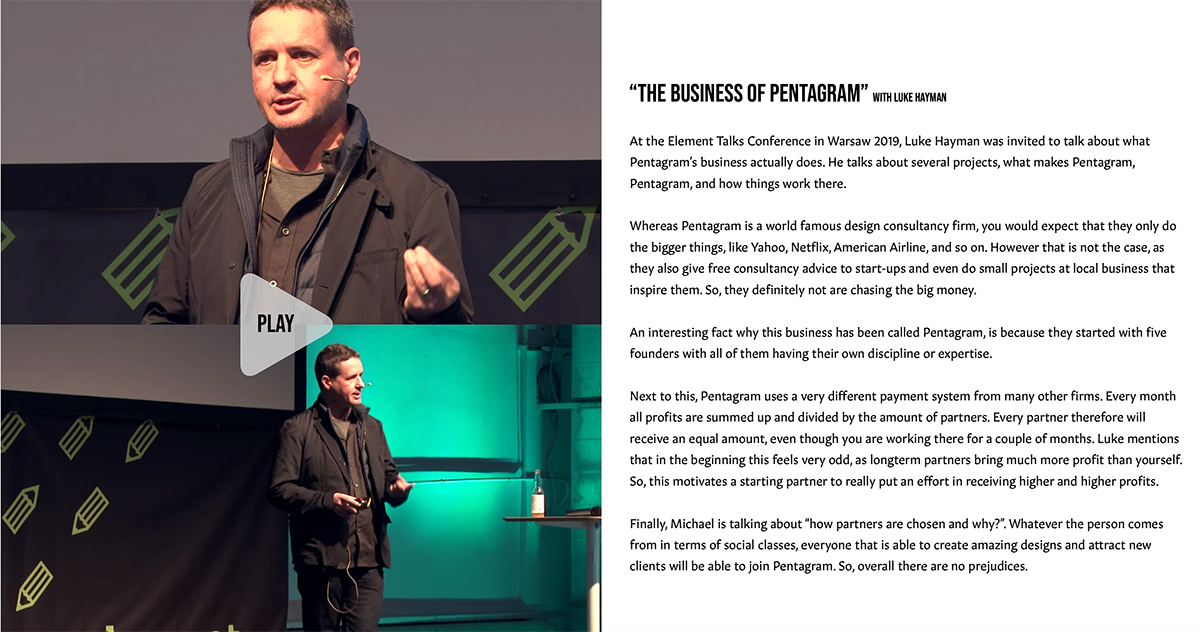 PLAY
“THE BUSINESS OF PENTAGRAM” WITH LUKE HAYMAN
At the Element Talks Conference in Warsaw 2019, Luke Hayman was invited to talk about what
Pentagram’s business actually does. He talks about several projects, what makes Pentagram,
Pentagram, and how things work there.
Whereas Pentagram is a world famous design consultancy firm, you would expect that they only do
the bigger things, like Yahoo, Netflix, American Airline, and so on. However that is not the case, as
they also give free consultancy advice to start-ups and even do small projects at local business that
inspire them. So, they definitely not are chasing the big money.
An interesting fact why this business has been called Pentagram, is because they started with five
founders with all of them having their own discipline or expertise.
Next to this, Pentagram uses a very different payment system from many other firms. Every month
all profits are summed up and divided by the amount of partners. Every partner therefore will
receive an equal amount, even though you are working there for a couple of months. Luke mentions
that in the beginning this feels very odd, as longterm partners bring much more profit than yourself.
So, this motivates a starting partner to really put an effort in receiving higher and higher profits.
Finally, Michael is talking about “how partners are chosen and why?”. Whatever the person comes
from in terms of social classes, everyone that is able to create amazing designs and attract new
clients will be able to join Pentagram. So, overall there are no prejudices.